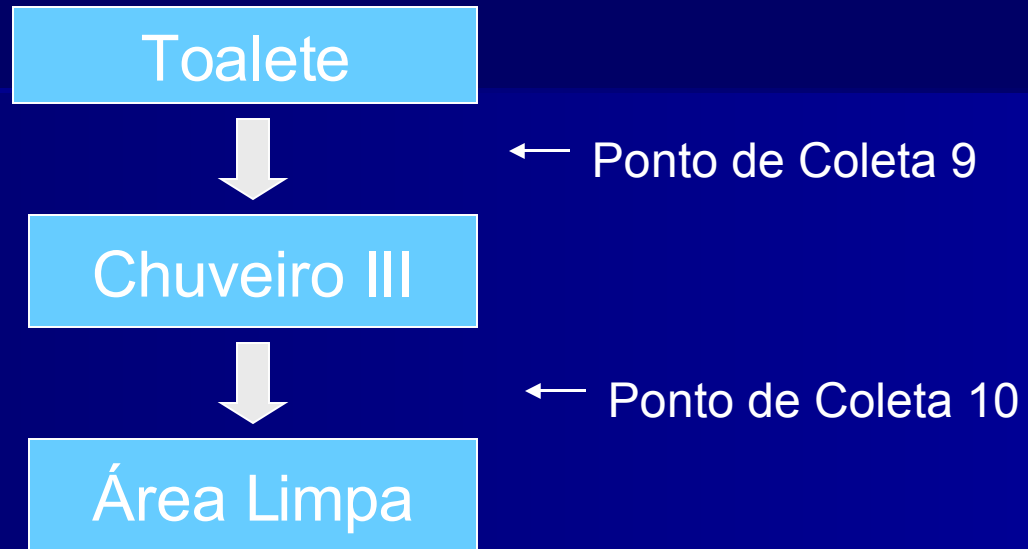 Toalete
Ponto de Coleta 9
Chuveiro III
Ponto de Coleta 10
Área Limpa